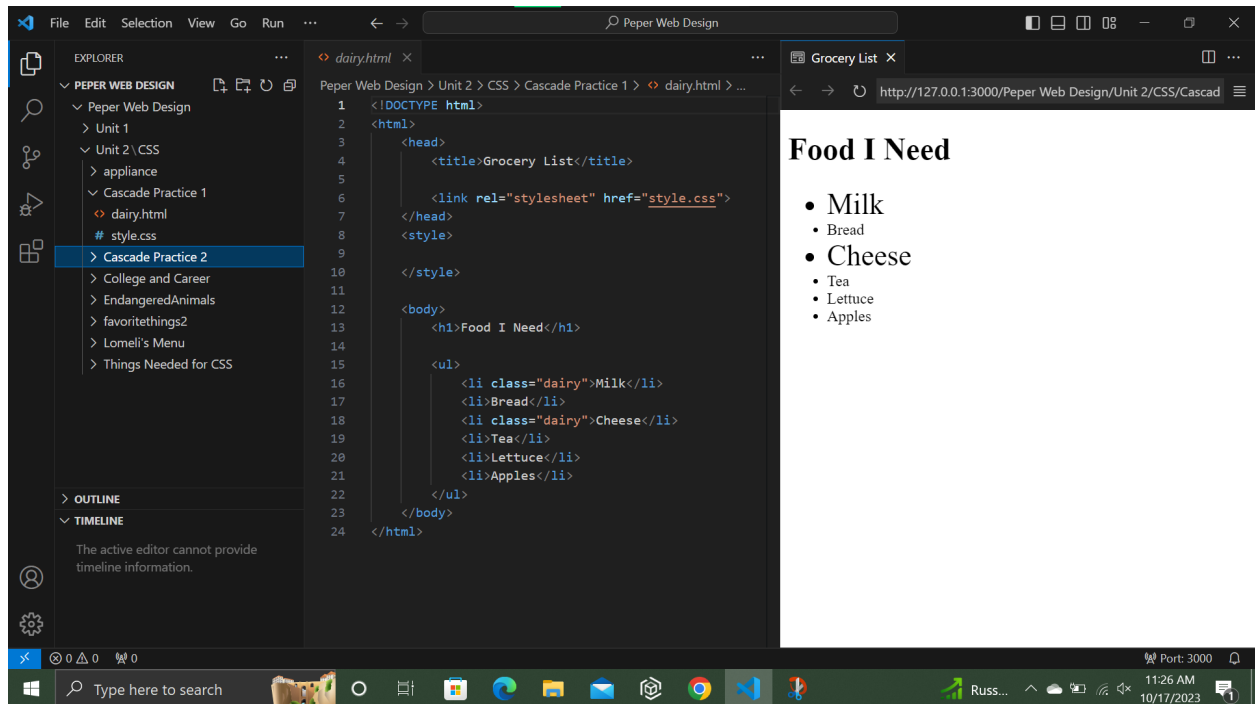 File Edit Selection View Go Run ··· Peper Web Design
EXPLORER ···
PEPER WEB DESIGN
Peper Web Design
Unit 1
Unit 2\CSS
appliance
Cascade Practice 1
<> dairy.html
# style.css
Cascade Practice 2
College and Career
EndangeredAnimals
favoritethings2
Lomeli's Menu
Things Needed for CSS
OUTLINE
TIMELINE
The active editor cannot provide
timeline information.
<> dairy.html ···
Peper Web Design > Unit 2 > CSS > Cascade Practice 1 > <> dairy.html > ...
1 <!DOCTYPE html>
2 <html>
3 <head>
4 <title>Grocery List</title>
5
6 <link rel="stylesheet" href="style.css">
7 </head>
8 <style>
9
10 </style>
11
12 <body>
13 <h1>Food I Need</h1>
14
15 <ul>
16 <li class="dairy">Milk</li>
17 <li>Bread</li>
18 <li class="dairy">Cheese</li>
19 <li>Tea</li>
20 <li>Lettuce</li>
21 <li>Apples</li>
22 </ul>
23 </body>
24 </html>
Grocery List ···
http://127.0.0.1:3000/Peper Web Design/Unit 2/CSS/Cascad
Food I Need
• Milk
• Bread
• Cheese
• Tea
• Lettuce
• Apples
0 0 0 Port: 3000
Type here to search Russ... 11:26 AM
10/17/2023 1